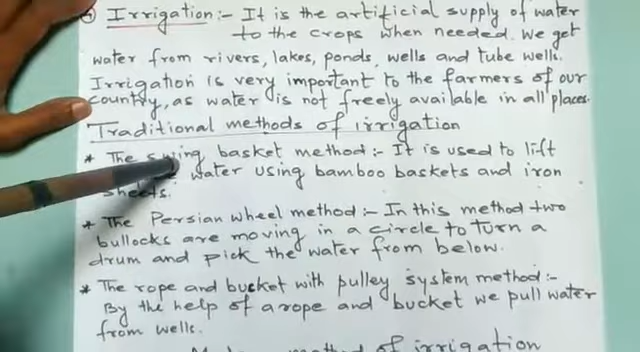 Irrigation :- It is the artificial supply of water
to the crops when needed. We get
water from rivers, lakes, ponds, wells and tube wells.
Irrigation is very important to the farmers of our
country, as water is not freely available in all places.
Traditional methods of irrigation
* The swing basket method :- It is used to lift
water using bamboo baskets and iron
sheets.
* The Persian wheel method :- In this method two
bullocks are moving in a circle to turn a
drum and pick the water from below.
* The rope and bucket with pulley system method :-
By the help of a rope and bucket we pull water
from wells.
of irrigation